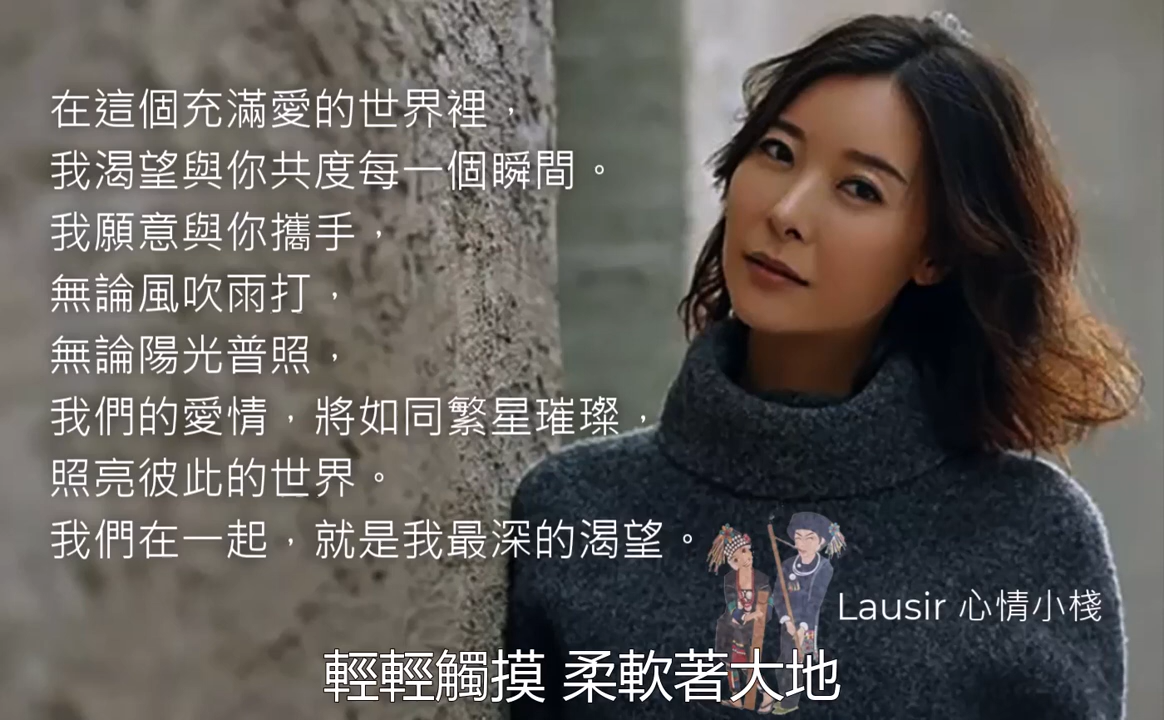 在這個充滿愛的世界裡，
我渴望與你共度每一個瞬間。
我願意與你攜手，
無論風吹雨打，
無論陽光普照，
我們的愛情，將如同繁星璀璨，
照亮彼此的世界。
我們在一起，就是我最深的渴望。
Lausir 心情小棧
輕輕觸摸 柔軟著大地